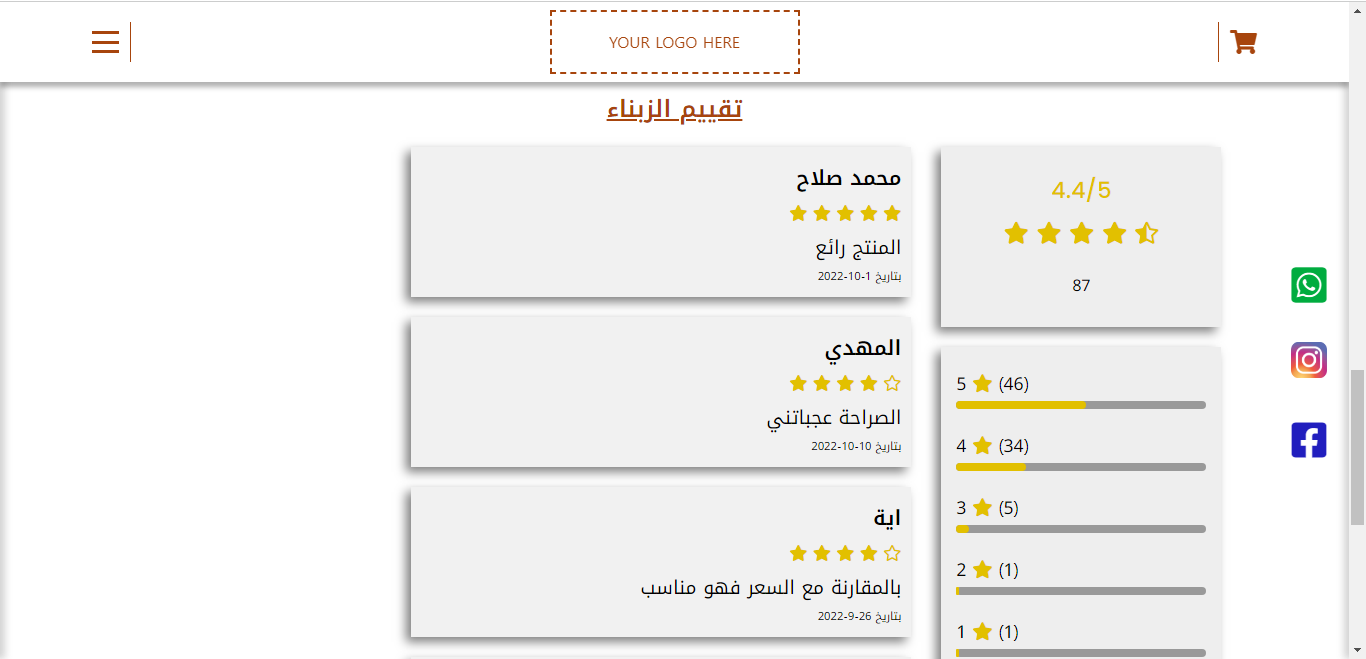 YOUR LOGO HERE
تقييم الزبناء
4.4/5
87
5 (46)
4 (34)
3 (5)
2 (1)
1 (1)
محمد صلاح
المنتج رائع
بتاريخ 1-10-2022
المهدي
الصراحة عجباتني
بتاريخ 10-10-2022
اية
بالمقارنة مع السعر فهو مناسب
بتاريخ 26-9-2022